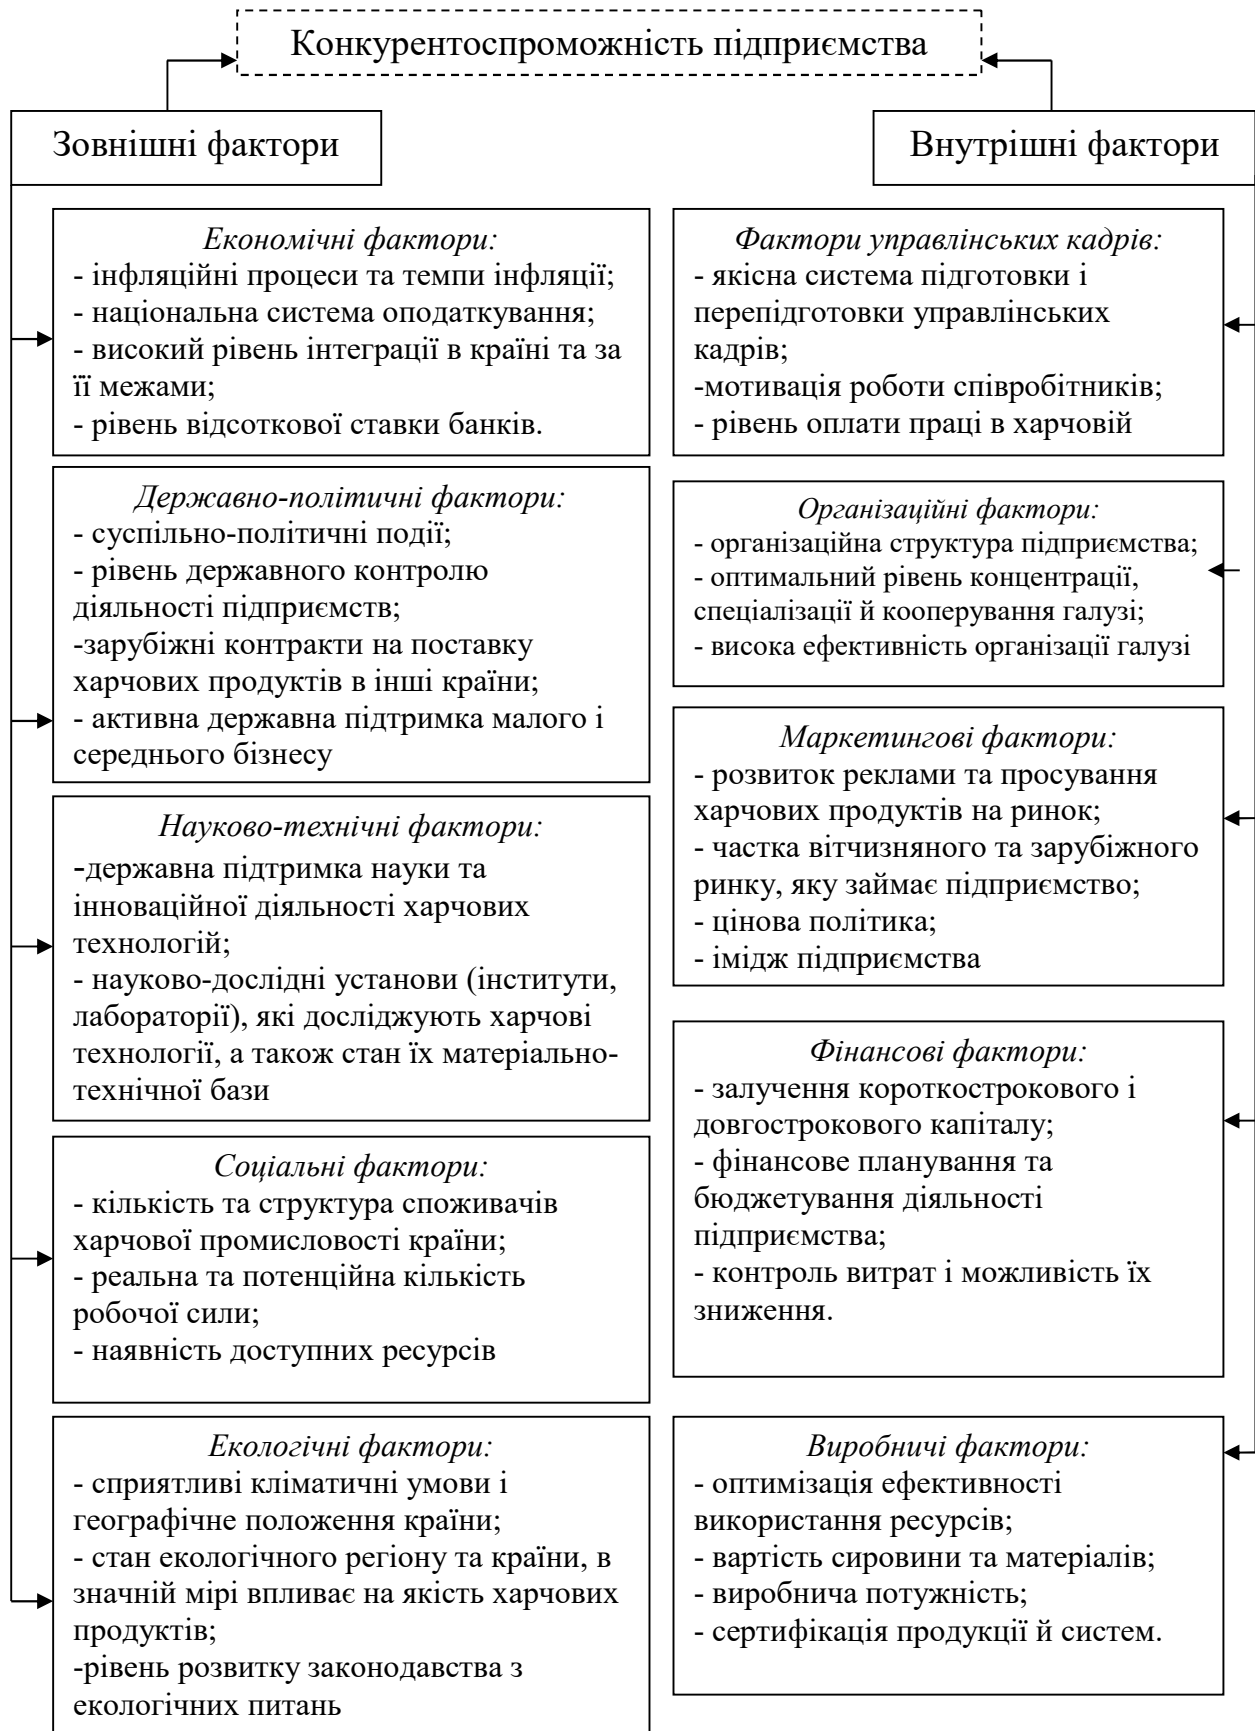 Конкурентоспроможність підприємства
Зовнішні фактори
Внутрішні фактори
Економічні фактори:
- інфляційні процеси та темпи інфляції;
- національна система оподаткування;
- високий рівень інтеграції в країні та за
її межами;
- рівень відсоткової ставки банків.
Державно-політичні фактори:
- суспільно-політичні події;
- рівень державного контролю
діяльності підприємств;
-зарубіжні контракти на поставку
харчових продуктів в інші країни;
- активна державна підтримка малого і
середнього бізнесу
Науково-технічні фактори:
-державна підтримка науки та
інноваційної діяльності харчових
технологій;
- науково-дослідні установи (інститути,
лабораторії), які досліджують харчові
технології, а також стан їх матеріально-
технічної бази
Соціальні фактори:
- кількість та структура споживачів
харчової промисловості країни;
- реальна та потенційна кількість
робочої сили;
- наявність доступних ресурсів
Екологічні фактори:
- сприятливі кліматичні умови і
географічне положення країни;
- стан екологічного регіону та країни, в
значній мірі впливає на якість харчових
продуктів;
-рівень розвитку законодавства з
екологічних питань
Фактори управлінських кадрів:
- якісна система підготовки і
перепідготовки управлінських
кадрів;
-мотивація роботи співробітників;
- рівень оплати праці в харчовій
Організаційні фактори:
- організаційна структура підприємства;
- оптимальний рівень концентрації,
спеціалізації й кооперування галузі;
- висока ефективність організації галузі
Маркетингові фактори:
- розвиток реклами та просування
харчових продуктів на ринок;
- частка вітчизняного та зарубіжного
ринку, яку займає підприємство;
- цінова політика;
- імідж підприємства
Фінансові фактори:
- залучення короткострокового і
довгострокового капіталу;
- фінансове планування та
бюджетування діяльності
підприємства;
- контроль витрат і можливість їх
зниження.
Виробничі фактори:
- оптимізація ефективності
використання ресурсів;
- вартість сировини та матеріалів;
- виробнича потужність;
- сертифікація продукції й систем.